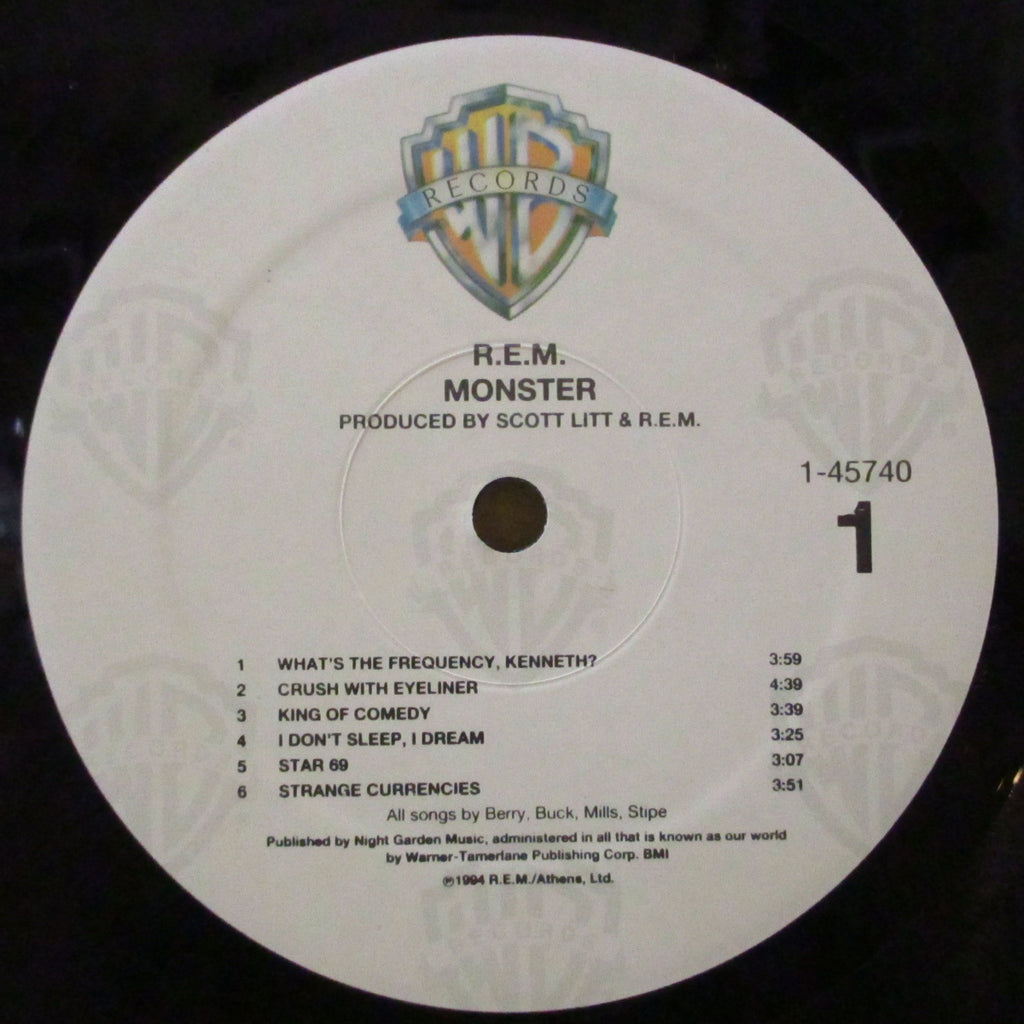 WB
RECORDS
R.E.M.
MONSTER
PRODUCED BY SCOTT LITT & R.E.M.
1-45740
1
1 WHAT'S THE FREQUENCY, KENNETH? 3:59
2 CRUSH WITH EYELINER 4:39
3 KING OF COMEDY 3:39
4 I DON'T SLEEP, I DREAM 3:25
5 STAR 69 3:07
6 STRANGE CURRENCIES 3:51
All songs by Berry, Buck, Mills, Stipe
Published by Night Garden Music, administered in all that is known as our world
by Warner-Tamerlane Publishing Corp. BMI
℗1994 R.E.M./Athens, Ltd.